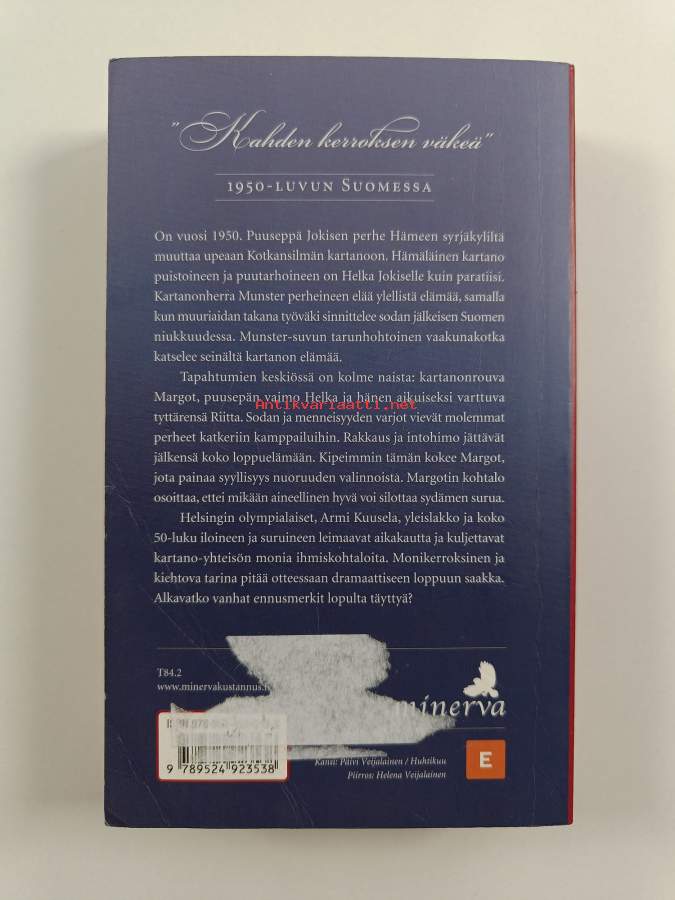 "Kahden kerroksen väkeä"
1950-LUVUN SUOMESSA
On vuosi 1950. Puuseppä Jokisen perhe Hämeen syrjäkyliltä
muuttaa upeaan Kotkansilmän kartanoon. Hämäläinen kartano
puistoineen ja puutarhoineen on Helka Jokiselle kuin paratiisi.
Kartanonherra Munster perheineen elää ylellistä elämää, samalla
kun muuriaidan takana työväki sinnittelee sodan jälkeisen Suomen
niukkuudessa. Munster-suvun tarunhohtoinen vaakunakotka
katselee seinältä kartanon elämää.
Tapahtumien keskiössä on kolme naista: kartanonrouva
Margot, puusepän vaimo Helka ja hänen aikuiseksi varttuva
Antikvariaatti.net
tyttärensä Riitta. Sodan ja menneisyyden varjot vievät molemmat
perheet katkeriin kamppailuihin. Rakkaus ja intohimo jättävät
jälkensä koko loppuelämään. Kipeimmin tämän kokee Margot,
jota painaa syyllisyys nuoruuden valinnoista. Margotin kohtalo
osoittaa, ettei mikään aineellinen hyvä voi silottaa sydämen surua.
Helsingin olympialaiset, Armi Kuusela, yleislakko ja koko
50-luku iloineen ja suruineen leimaavat aikakautta ja kuljettavat
kartano-yhteisön monia ihmiskohtaloita. Monikerroksinen ja
kiehtova tarina pitää otteessaan dramaattiseen loppuun saakka.
Alkavatko vanhat ennusmerkit lopulta täyttyä?
T84.2
www.minervakustannus.
minerva
9 789524 923538
Kansi: Päivi Veijalainen / Huhtikuu
Piirros: Helena Veijalainen
E